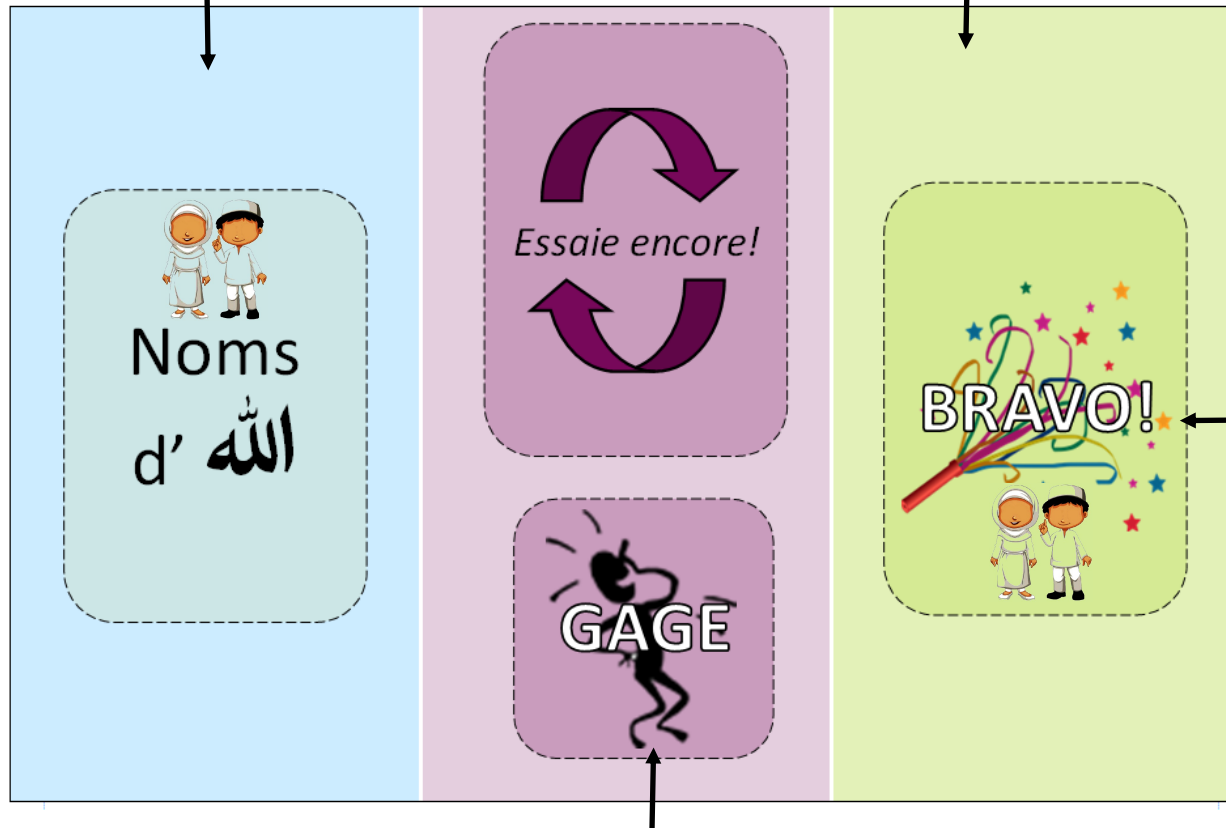 Noms
d’ الله
Essaie encore!
GAGE
BRAVO!